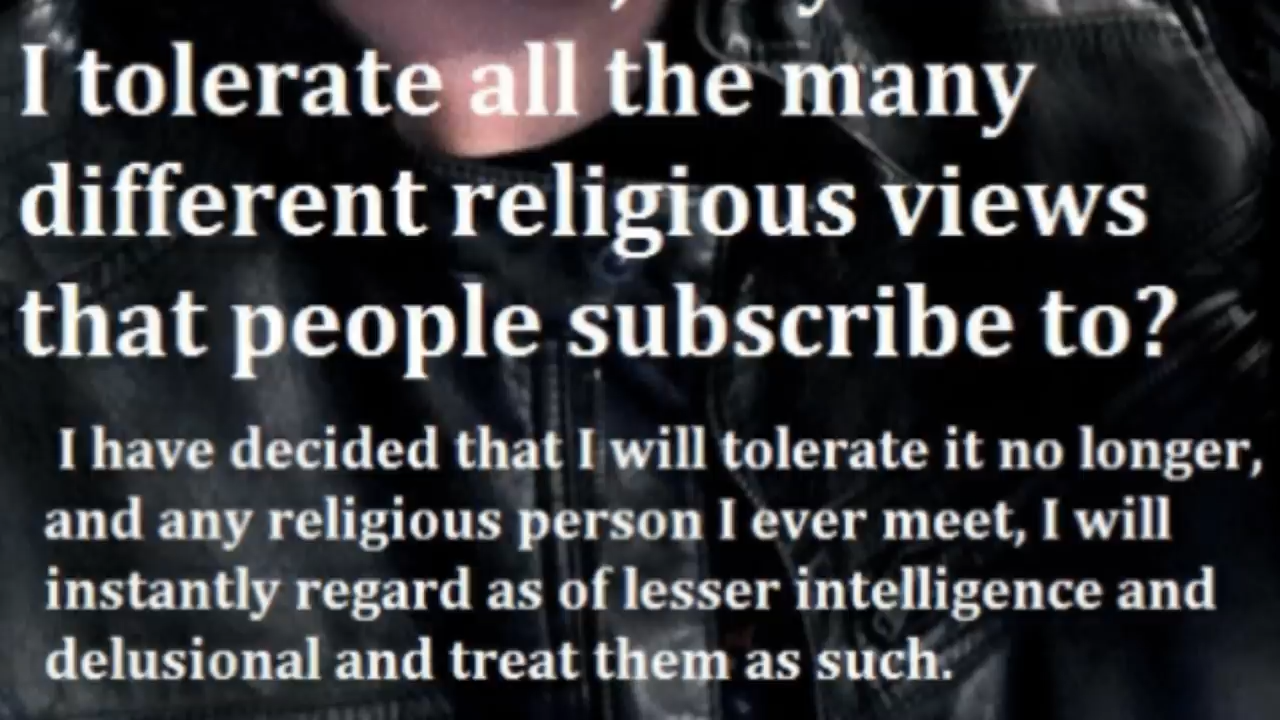 I tolerate all the many
different religious views
that people subscribe to?
I have decided that I will tolerate it no longer,
and any religious person I ever meet, I will
instantly regard as of lesser intelligence and
delusional and treat them as such.